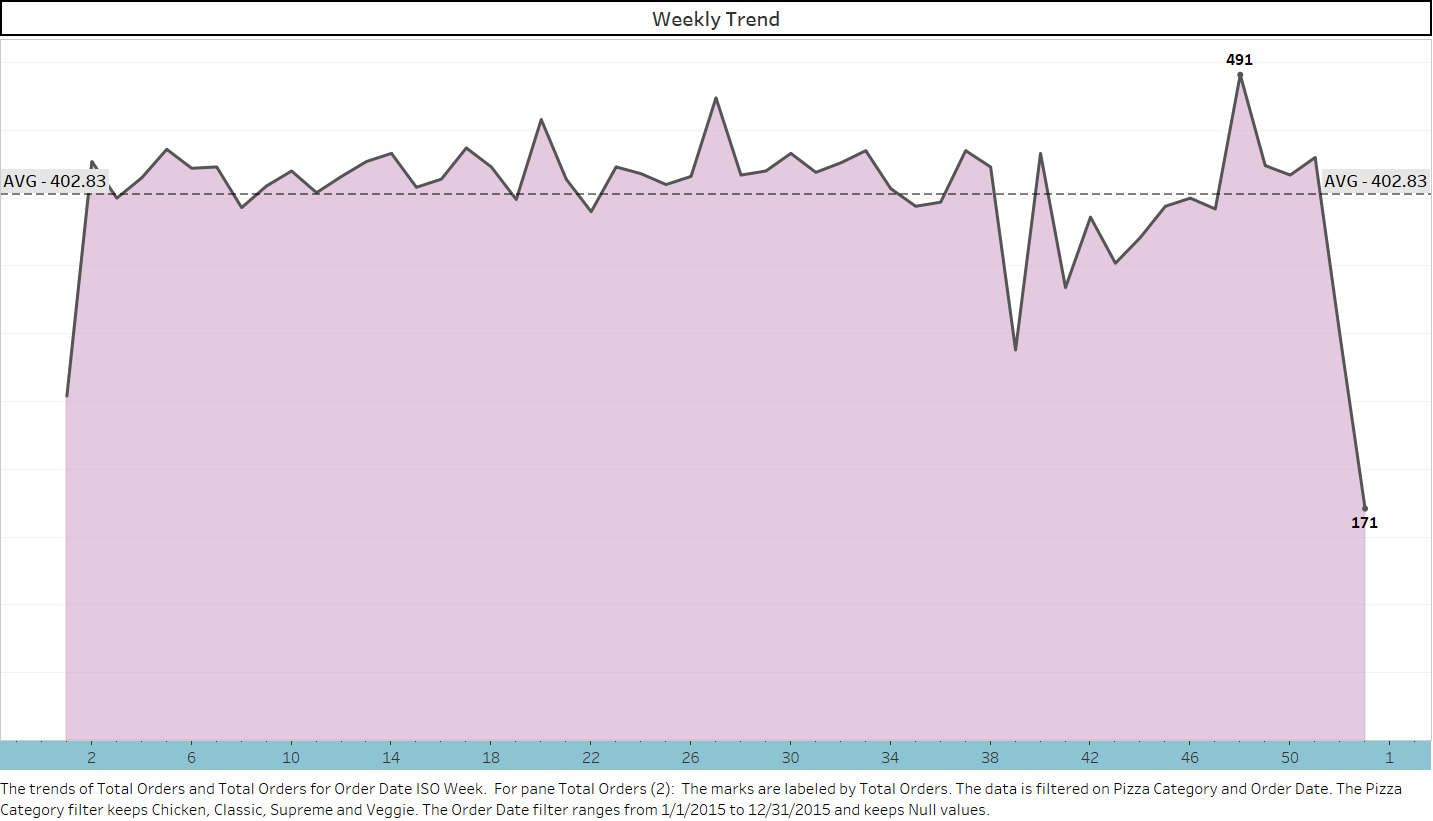 Weekly Trend
491
AVG - 402.83
AVG - 402.83
171
2 6 10 14 18 22 26 30 34 38 42 46 50 1
The trends of Total Orders and Total Orders for Order Date ISO Week.  For pane Total Orders (2):  The marks are labeled by Total Orders. The data is filtered on Pizza Category and Order Date. The Pizza
Category filter keeps Chicken, Classic, Supreme and Veggie. The Order Date filter ranges from 1/1/2015 to 12/31/2015 and keeps Null values.